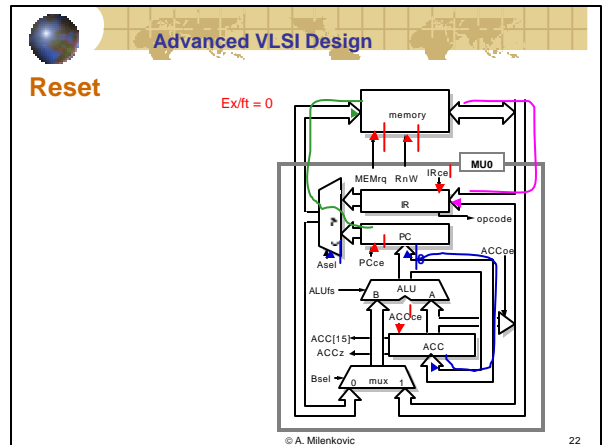 Advanced VLSI Design
Reset
Ex/ft = 0
memory
MU0
MEMrq RnW IRce
IR
opcode
PC
Asel PCce ACCoe
ALUfs
ALU
B A
ACCce
ACC[15]
ACC
ACCz
Bsel
0 mux 1
© A. Milenkovic 22